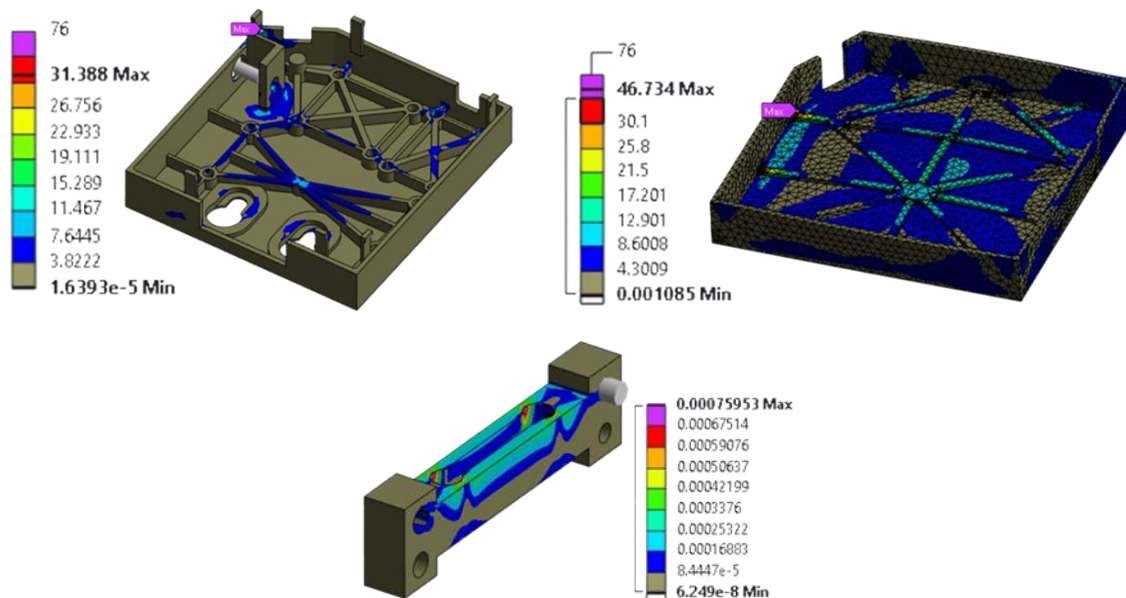 76
31.388 Max
26.756
22.933
19.111
15.289
11.467
7.6445
3.8222
1.6393e-5 Min
Max
76
46.734 Max
30.1
25.8
21.5
17.201
12.901
8.6008
4.3009
0.001085 Min
Max
0.00075953 Max
0.00067514
0.00059076
0.00050637
0.00042199
0.0003376
0.00025322
0.00016883
8.4447e-5
6.249e-8 Min